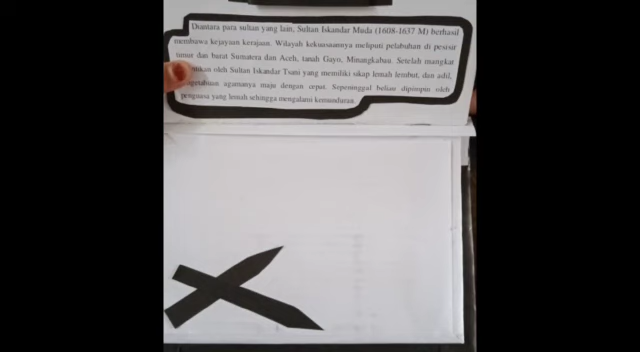 Diantara para sultan yang lain, Sultan Iskandar Muda (1608-1637 M) berhasil
membawa kejayaan kerajaan. Wilayah kekuasaannya meliputi pelabuhan di pesisir
timur dan barat Sumatera dan Aceh, tanah Gayo, Minangkabau. Setelah mangkat
oleh Sultan Iskandar Tsani yang memiliki sikap lemah lembut, dan adil,
agamanya maju dengan cepat. Sepeninggal beliau dipimpin oleh
penguasa yang lemah sehingga mengalami kemunduran.